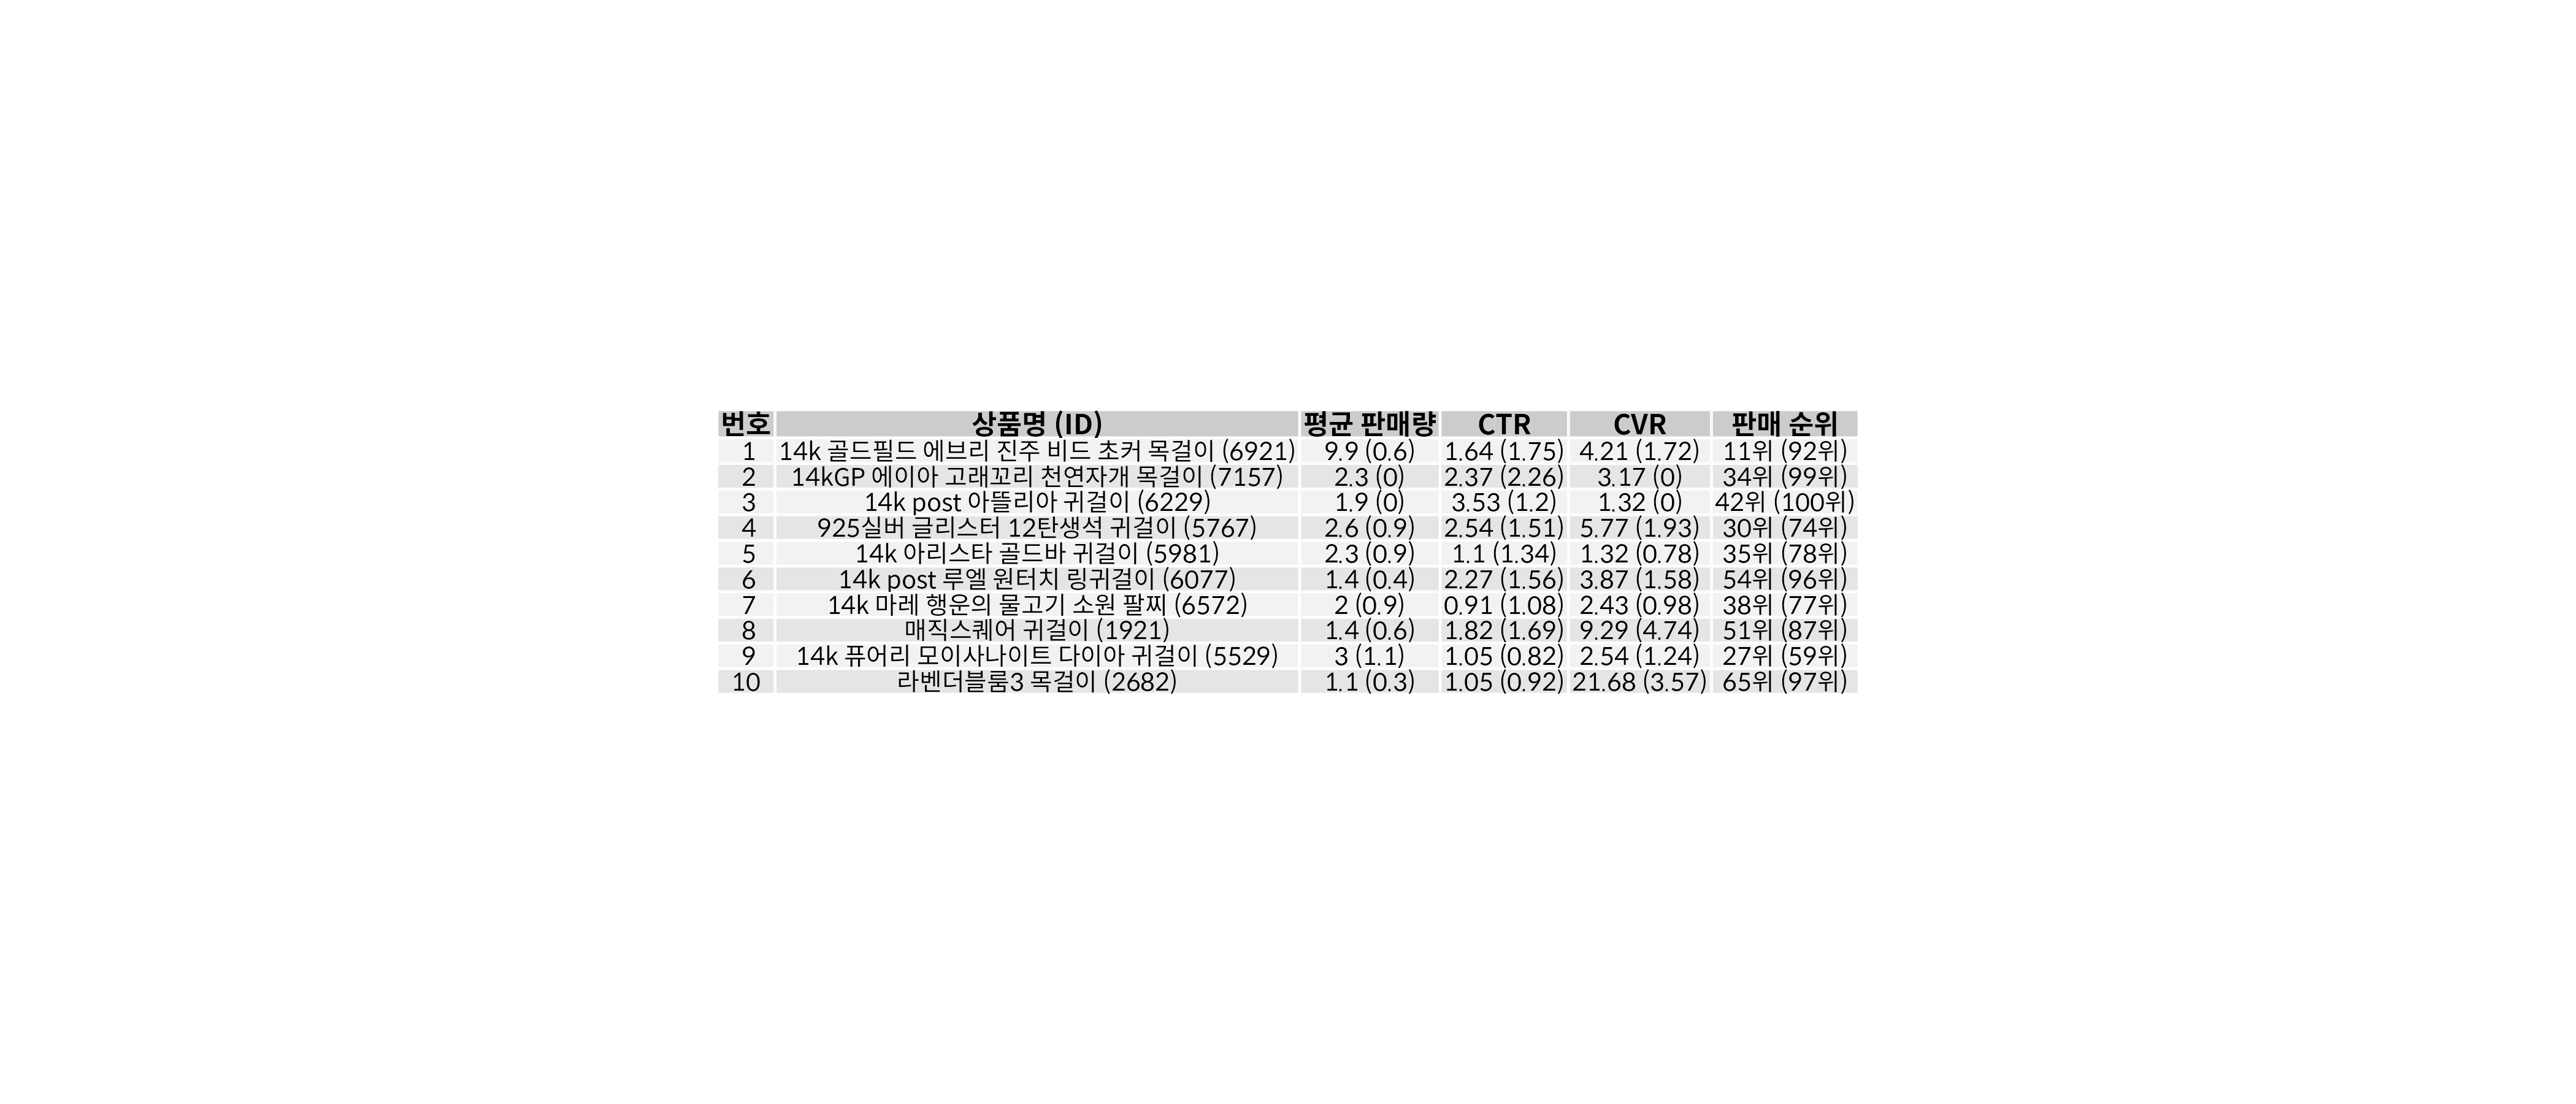 번호 상품명 (ID) 평균 판매량 CTR CVR 판매 순위
1 14k 골드필드 에브리 진주 비드 초커 목걸이 (6921) 9.9 (0.6) 1.64 (1.75) 4.21 (1.72) 11위 (92위)
2 14kGP 에이아 고래꼬리 천연자개 목걸이 (7157) 2.3 (0) 2.37 (2.26) 3.17 (0) 34위 (99위)
3 14k post 아뜰리아 귀걸이 (6229) 1.9 (0) 3.53 (1.2) 1.32 (0) 42위 (100위)
4 925실버 글리스터 12탄생석 귀걸이 (5767) 2.6 (0.9) 2.54 (1.51) 5.77 (1.93) 30위 (74위)
5 14k 아리스타 골드바 귀걸이 (5981) 2.3 (0.9) 1.1 (1.34) 1.32 (0.78) 35위 (78위)
6 14k post 루엘 원터치 링귀걸이 (6077) 1.4 (0.4) 2.27 (1.56) 3.87 (1.58) 54위 (96위)
7 14k 마레 행운의 물고기 소원 팔찌 (6572) 2 (0.9) 0.91 (1.08) 2.43 (0.98) 38위 (77위)
8 매직스퀘어 귀걸이 (1921) 1.4 (0.6) 1.82 (1.69) 9.29 (4.74) 51위 (87위)
9 14k 퓨어리 모이사나이트 다이아 귀걸이 (5529) 3 (1.1) 1.05 (0.82) 2.54 (1.24) 27위 (59위)
10 라벤더블룸3 목걸이 (2682) 1.1 (0.3) 1.05 (0.92) 21.68 (3.57) 65위 (97위)